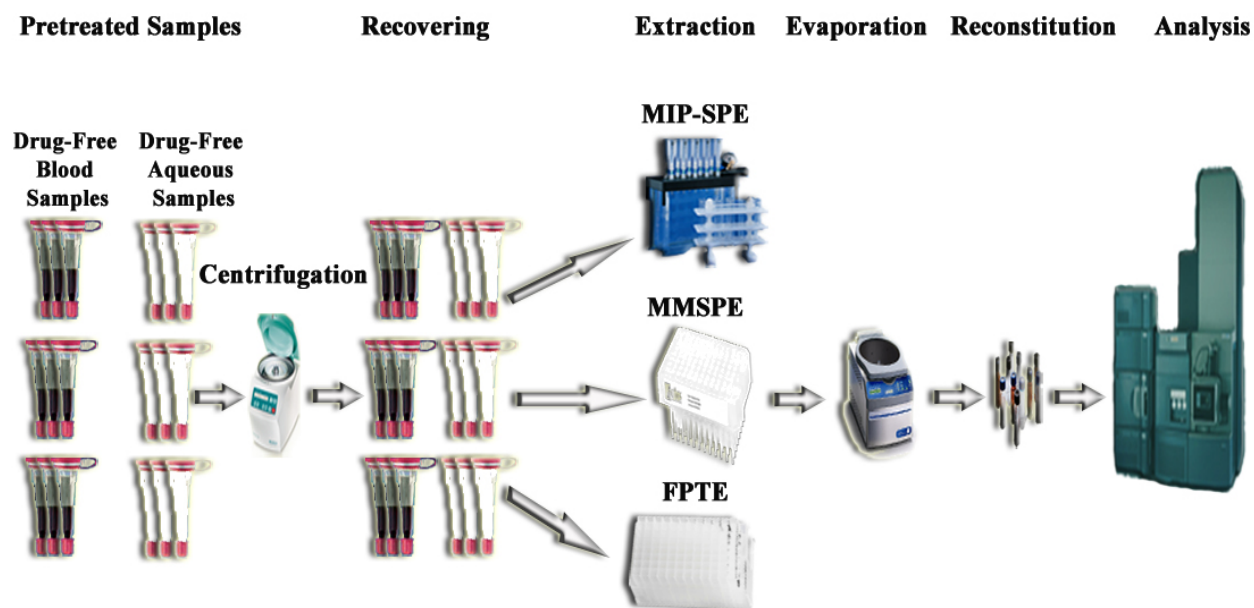 Pretreated Samples
Recovering
Extraction
Evaporation
Reconstitution
Analysis
Drug-Free
Blood
Samples
Drug-Free
Aqueous
Samples
Centrifugation
MIP-SPE
MMSPE
FPTE